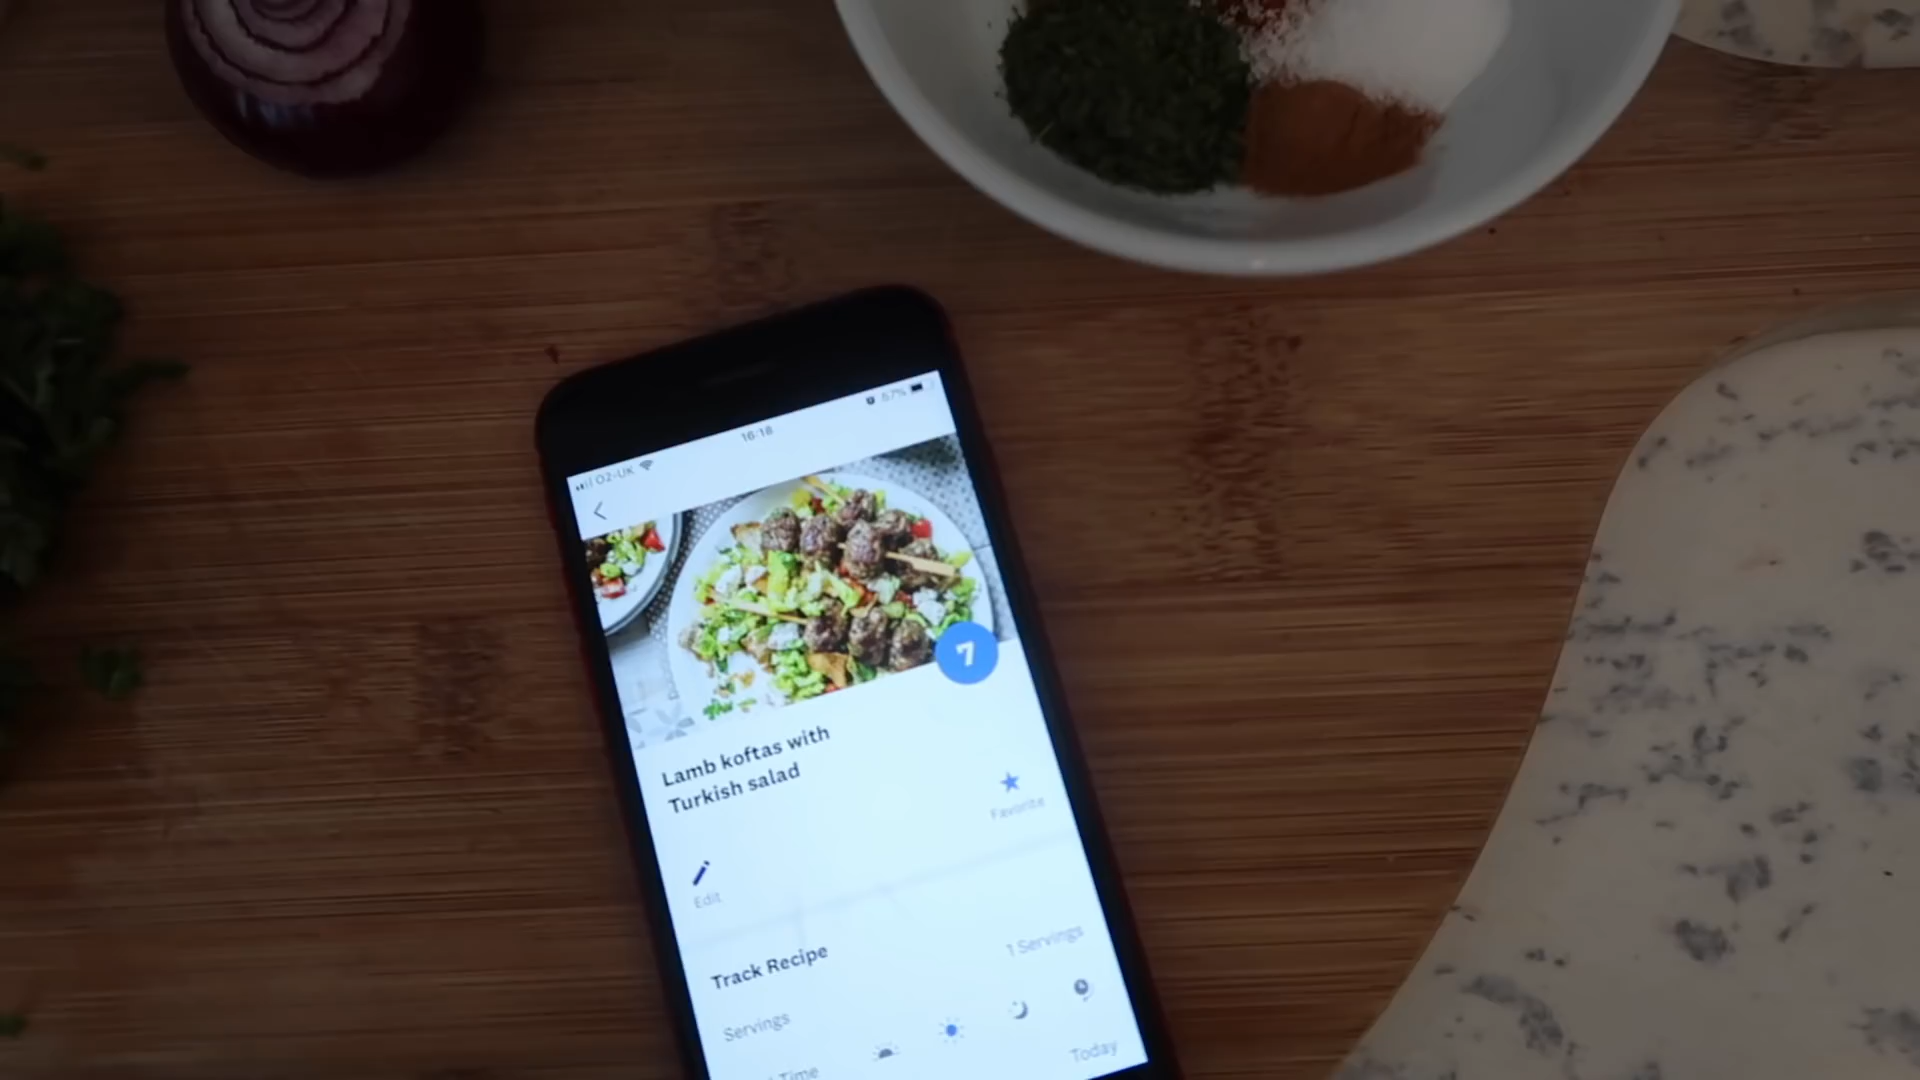 O2-UK
16:18
67%
7
Lamb koftas with
Turkish salad
Favorite
Edit
Track Recipe
1 Servings
Servings
Time
Today